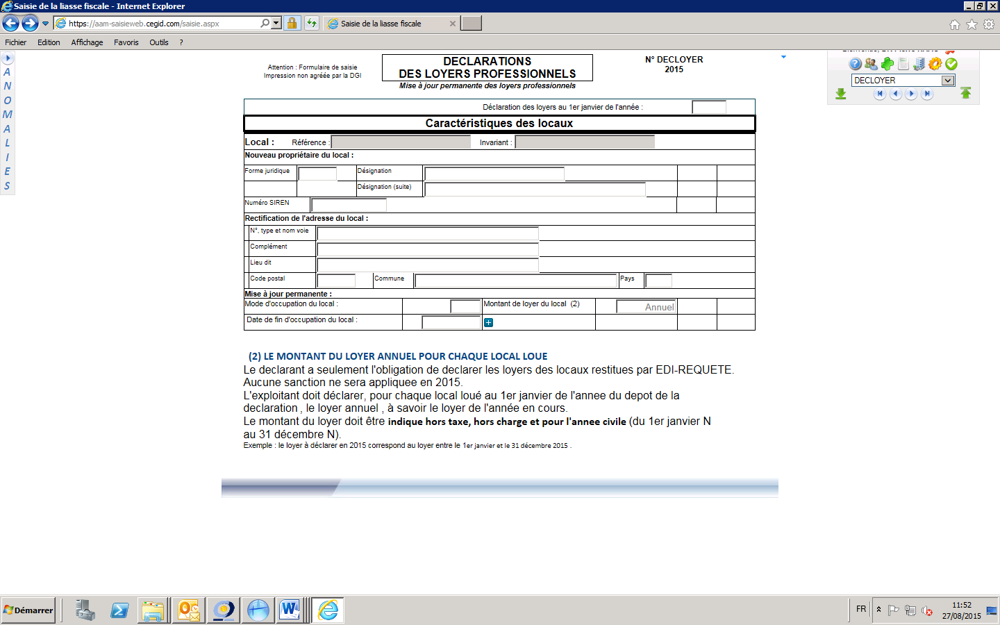 Saisie de la liasse fiscale - Internet Explorer
https://aam-saisieweb.cegid.com/saisie.aspx
Saisie de la liasse fiscale
Fichier Edition Affichage Favoris Outils ?
ANOMALIES
Attention : Formulaire de saisie
Impression non agréée par la DGI
DECLARATIONS
DES LOYERS PROFESSIONNELS
Mise à jour permanente des loyers professionnels
N° DECLOYER
2015
DECLOYER
Déclaration des loyers au 1er janvier de l'année :
Caractéristiques des locaux
Local : Référence : Invariant :
Nouveau propriétaire du local :
Forme juridique Désignation
Désignation (suite)
Numéro SIREN
Rectification de l'adresse du local :
N°, type et nom voie
Complément
Lieu dit
Code postal Commune Pays
Mise à jour permanente :
Mode d'occupation du local : Montant de loyer du local (2) Annuel
Date de fin d'occupation du local :
(2) LE MONTANT DU LOYER ANNUEL POUR CHAQUE LOCAL LOUE
Le declarant a seulement l'obligation de declarer les loyers des locaux restitues par EDI-REQUETE.
Aucune sanction ne sera appliquee en 2015.
L'exploitant doit déclarer, pour chaque local loué au 1er janvier de l'annee du depot de la
declaration , le loyer annuel , à savoir le loyer de l'année en cours.
Le montant du loyer doit être indique hors taxe, hors charge et pour l'annee civile (du 1er janvier N
au 31 décembre N).
Exemple : le loyer à déclarer en 2015 correspond au loyer entre le 1er janvier et le 31 décembre 2015 .
Démarrer
FR
11:52
27/08/2015